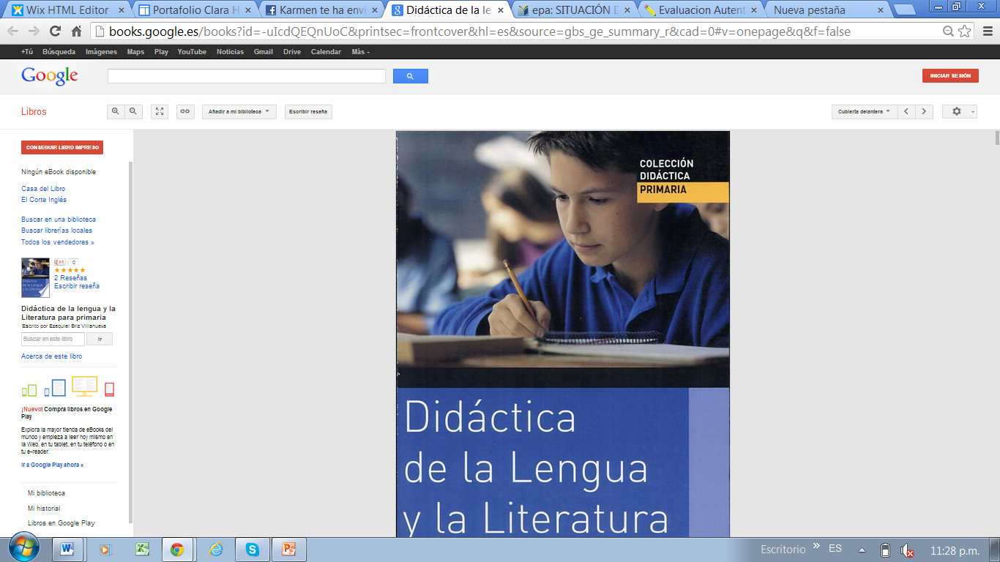 Wix HTML Editor
Portafolio Clara H
Karmen te ha envi
Didáctica de la le
epa: SITUACIÓN D
Evaluacion Autent
Nueva pestaña
books.google.es/books?id=-uIcdQEQnUoC&printsec=frontcover&hl=es&source=gbs_ge_summary_r&cad=0#v=onepage&q&f=false
+Tú Búsqueda Imágenes Maps Play YouTube Noticias Gmail Drive Calendar Más
Google
INICIAR SESIÓN
Libros
Añadir a mi biblioteca
Escribir reseña
Cubierta delantera
CONSEGUIR LIBRO IMPRESO
Ningún eBook disponible
Casa del Libro
El Corte Inglés
Buscar en una biblioteca
Buscar librerías locales
Todos los vendedores »
+1 0
2 Reseñas
Escribir reseña
Didáctica de la lengua y la
Literatura para primaria
Escrito por Ezequiel Briz Villanueva
Buscar en este libro
Ir
Acerca de este libro
¡Nuevo! Compra libros en Google
Play
Explora la mayor tienda de eBooks del
mundo y empieza a leer hoy mismo en
la Web, en tu tablet, en tu teléfono o en
tu e-reader.
Ir a Google Play ahora »
Mi biblioteca
Mi historial
Libros en Google Play
COLECCIÓN
DIDÁCTICA
PRIMARIA
Didáctica
de la Lengua
y la Literatura
Escritorio » ES 11:28 p.m.